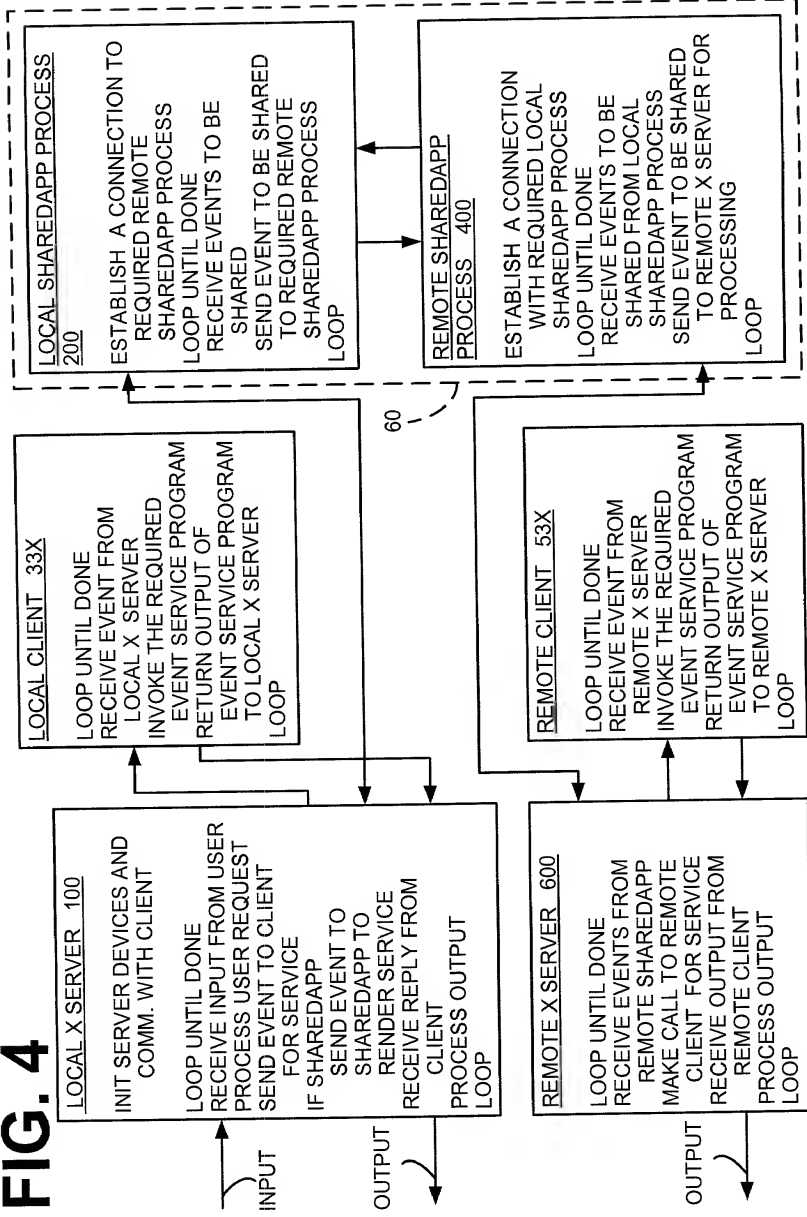 FIG. 4
LOCAL X SERVER 100
INIT SERVER DEVICES AND
COMM. WITH CLIENT
LOOP UNTIL DONE
RECEIVE INPUT FROM USER
PROCESS USER REQUEST
SEND EVENT TO CLIENT
FOR SERVICE
IF SHAREDAPP
SEND EVENT TO
SHAREDAPP TO
RENDER SERVICE
RECEIVE REPLY FROM
CLIENT
PROCESS OUTPUT
LOOP
INPUT
OUTPUT
LOCAL CLIENT 33X
LOOP UNTIL DONE
RECEIVE EVENT FROM
LOCAL X SERVER
INVOKE THE REQUIRED
EVENT SERVICE PROGRAM
RETURN OUTPUT OF
EVENT SERVICE PROGRAM
TO LOCAL X SERVER
LOOP
LOCAL SHAREDAPP PROCESS
200
ESTABLISH A CONNECTION TO
REQUIRED REMOTE
SHAREDAPP PROCESS
LOOP UNTIL DONE
RECEIVE EVENTS TO BE
SHARED
SEND EVENT TO BE SHARED
TO REQUIRED REMOTE
SHAREDAPP PROCESS
LOOP
60
REMOTE X SERVER 600
LOOP UNTIL DONE
RECEIVE EVENTS FROM
REMOTE SHAREDAPP
MAKE CALL TO REMOTE
CLIENT FOR SERVICE
RECEIVE OUTPUT FROM
REMOTE CLIENT
PROCESS OUTPUT
LOOP
OUTPUT
REMOTE CLIENT 53X
LOOP UNTIL DONE
RECEIVE EVENT FROM
REMOTE X SERVER
INVOKE THE REQUIRED
EVENT SERVICE PROGRAM
RETURN OUTPUT OF
EVENT SERVICE PROGRAM
TO REMOTE X SERVER
LOOP
REMOTE SHAREDAPP
PROCESS 400
ESTABLISH A CONNECTION
WITH REQUIRED LOCAL
SHAREDAPP PROCESS
LOOP UNTIL DONE
RECEIVE EVENTS TO BE
SHARED FROM LOCAL
SHAREDAPP PROCESS
SEND EVENT TO BE SHARED
TO REMOTE X SERVER FOR
PROCESSING
LOOP